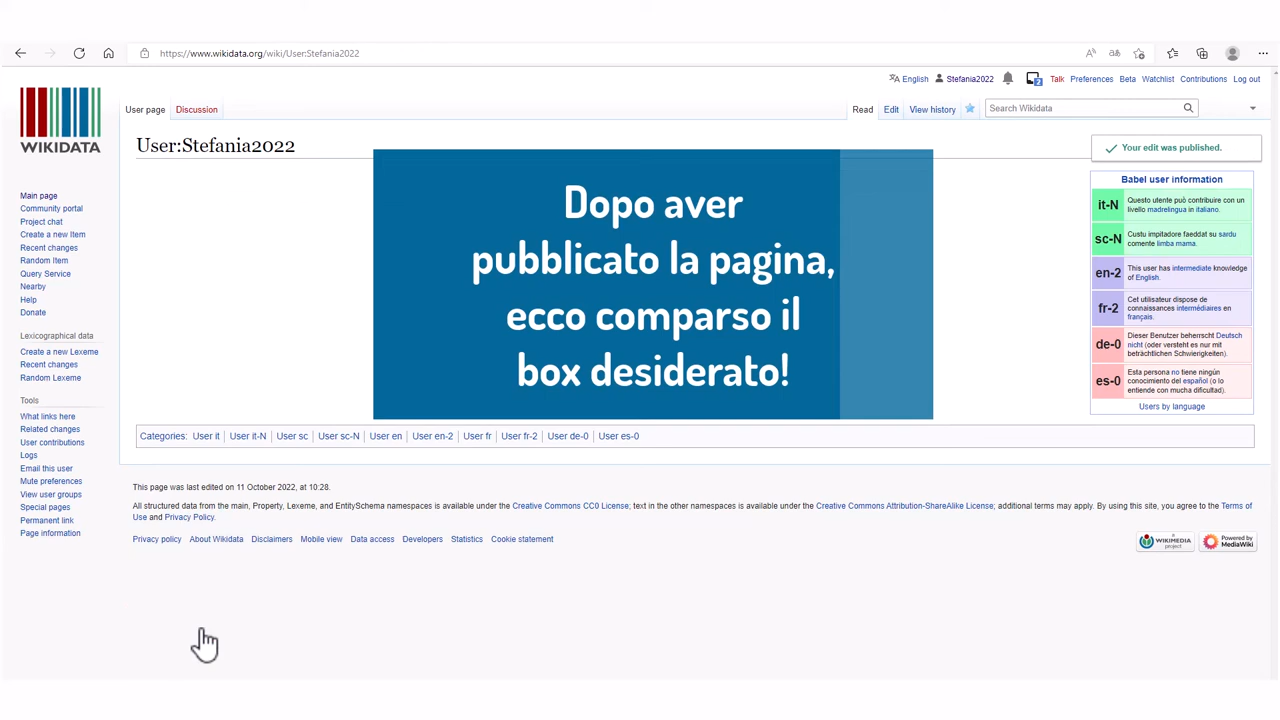 https://www.wikidata.org/wiki/User:Stefania2022
English Stefania2022 2 Talk Preferences Beta Watchlist Contributions Log out
WIKIDATA
User page Discussion Read Edit View history Search Wikidata
User:Stefania2022
Your edit was published.
Main page
Community portal
Project chat
Create a new Item
Recent changes
Random Item
Query Service
Nearby
Help
Donate
Lexicographical data
Create a new Lexeme
Recent changes
Random Lexeme
Tools
What links here
Related changes
User contributions
Logs
Email this user
Mute preferences
View user groups
Special pages
Permanent link
Page information
Dopo aver
pubblicato la pagina,
ecco comparso il
box desiderato!
Babel user information
it-N Questo utente può contribuire con un
livello madrelingua in italiano.
sc-N Custu impitadore faeddat su sardu
comente limba mama.
en-2 This user has intermediate knowledge
of English.
fr-2 Cet utilisateur dispose de
connaissances intermédiaires en
français.
de-0 Dieser Benutzer beherrscht Deutsch
nicht (oder versteht es nur mit
beträchtlichen Schwierigkeiten).
es-0 Esta persona no tiene ningún
conocimiento del español (o lo
entiende con mucha dificultad).
Users by language
Categories: User it | User it-N | User sc | User sc-N | User en | User en-2 | User fr | User fr-2 | User de-0 | User es-0
This page was last edited on 11 October 2022, at 10:28.
All structured data from the main, Property, Lexeme, and EntitySchema namespaces is available under the Creative Commons CC0 License; text in the other namespaces is available under the Creative Commons Attribution-ShareAlike License; additional terms may apply. By using this site, you agree to the Terms of
Use and Privacy Policy.
Privacy policy About Wikidata Disclaimers Mobile view Data access Developers Statistics Cookie statement
A WIKIMEDIA project
Powered by MediaWiki